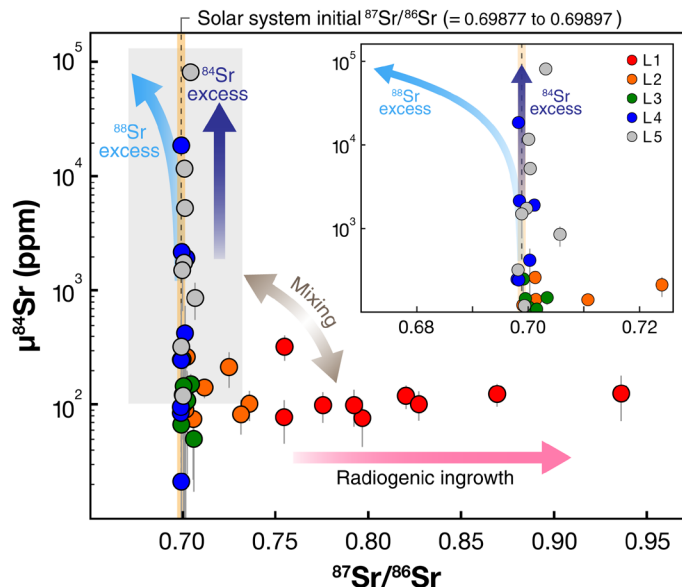 Solar system initial ⁸⁷Sr/⁸⁶Sr (= 0.69877 to 0.69897)
10⁵
10⁴
10³
10²
μ⁸⁴Sr (ppm)
⁸⁴Sr
excess
⁸⁸Sr
excess
Mixing
Radiogenic ingrowth
0.70
0.75
0.80
0.85
0.90
0.95
⁸⁷Sr/⁸⁶Sr
10⁵
10⁴
10³
⁸⁸Sr
excess
⁸⁴Sr
excess
L1
L2
L3
L4
L5
0.68
0.70
0.72